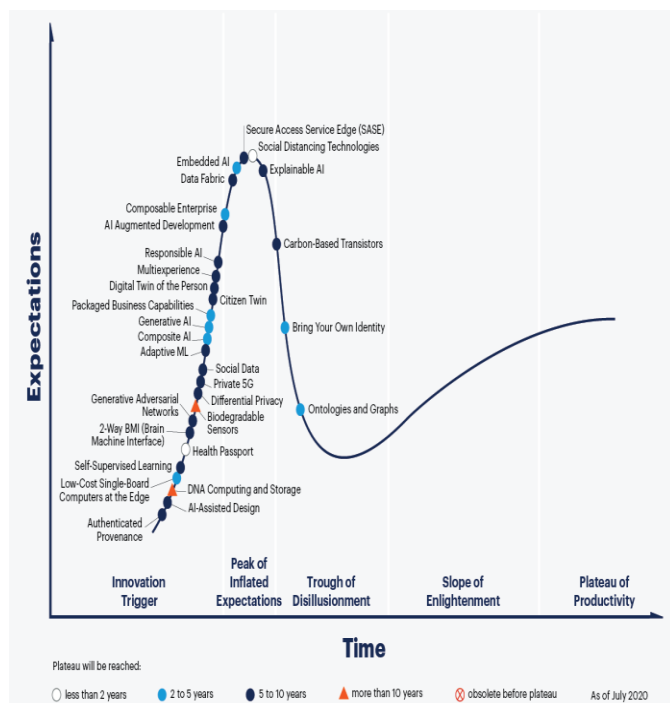 Secure Access Service Edge (SASE)
Social Distancing Technologies
Embedded AI
Data Fabric
Explainable AI
Composable Enterprise
AI Augmented Development
Carbon-Based Transistors
Responsible AI
Multiexperience
Digital Twin of the Person
Citizen Twin
Packaged Business Capabilities
Generative AI
Bring Your Own Identity
Composite AI
Adaptive ML
Social Data
Private 5G
Differential Privacy
Generative Adversarial
Networks
Biodegradable
Sensors
Ontologies and Graphs
2-Way BMI (Brain
Machine Interface)
Health Passport
Self-Supervised Learning
Low-Cost Single-Board
Computers at the Edge
DNA Computing and Storage
AI-Assisted Design
Authenticated
Provenance
Expectations
Innovation
Trigger
Peak of
Inflated
Expectations
Trough of
Disillusionment
Slope of
Enlightenment
Plateau of
Productivity
Time
Plateau will be reached:
less than 2 years
2 to 5 years
5 to 10 years
more than 10 years
obsolete before plateau
As of July 2020